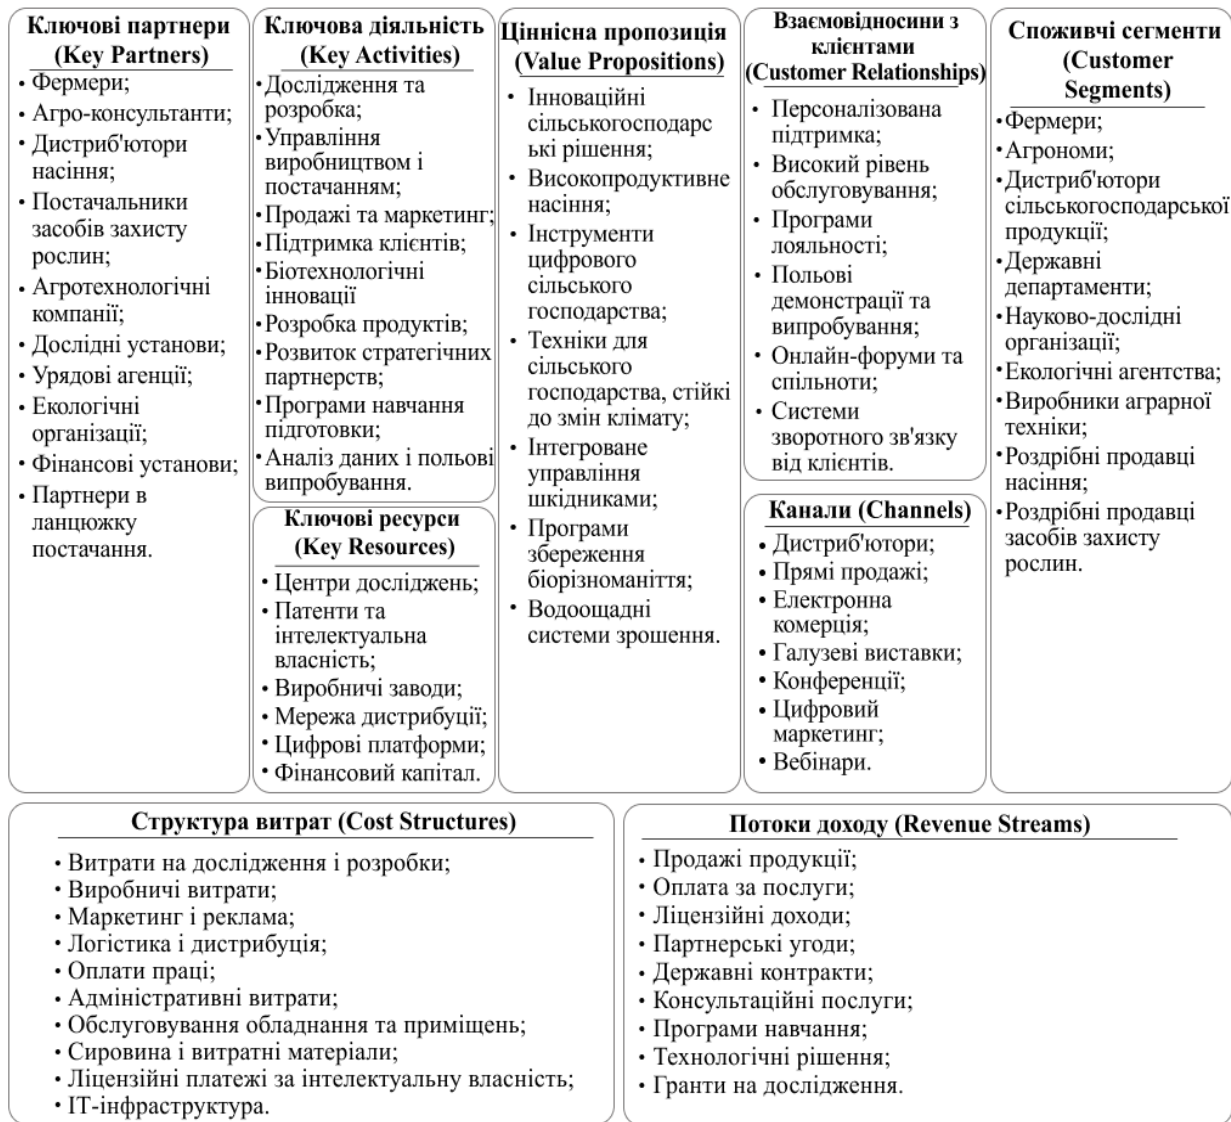 Ключові партнери
(Key Partners)
• Фермери;
• Агро-консультанти;
• Дистриб'ютори
насіння;
• Постачальники
засобів захисту
рослин;
• Агротехнологічні
компанії;
• Дослідні установи;
• Урядові агенції;
• Екологічні
організації;
• Фінансові установи;
• Партнери в
ланцюжку
постачання.
Ключова діяльність
(Key Activities)
• Дослідження та
розробка;
• Управління
виробництвом і
постачанням;
• Продажі та маркетинг;
• Підтримка клієнтів;
• Біотехнологічні
інновації
• Розробка продуктів;
• Розвиток стратегічних
партнерств;
• Програми навчання
підготовки;
• Аналіз даних і польові
випробування.
Ключові ресурси
(Key Resources)
• Центри досліджень;
• Патенти та
інтелектуальна
власність;
• Виробничі заводи;
• Мережа дистрибуції;
• Цифрові платформи;
• Фінансовий капітал.
Ціннісна пропозиція
(Value Propositions)
• Інноваційні
сільськогосподарс
ькі рішення;
• Високопродуктивне
насіння;
• Інструменти
цифрового
сільського
господарства;
• Техніки для
сільського
господарства, стійкі
до змін клімату;
• Інтегроване
управління
шкідниками;
• Програми
збереження
біорізноманіття;
• Водоощадні
системи зрошення.
Взаємовідносини з
клієнтами
(Customer Relationships)
• Персоналізована
підтримка;
• Високий рівень
обслуговування;
• Програми
лояльності;
• Польові
демонстрації та
випробування;
• Онлайн-форуми та
спільноти;
• Системи
зворотного зв'язку
від клієнтів.
Канали (Channels)
• Дистриб'ютори;
• Прямі продажі;
• Електронна
комерція;
• Галузеві виставки;
• Конференції;
• Цифровий
маркетинг;
• Вебінари.
Споживчі сегменти
(Customer
Segments)
• Фермери;
• Агрономи;
• Дистриб'ютори
сільськогосподарської
продукції;
• Державні
департаменти;
• Науково-дослідні
організації;
• Екологічні агентства;
• Виробники аграрної
техніки;
• Роздрібні продавці
насіння;
• Роздрібні продавці
засобів захисту
рослин.
Структура витрат (Cost Structures)
• Витрати на дослідження і розробки;
• Виробничі витрати;
• Маркетинг і реклама;
• Логістика і дистрибуція;
• Оплати праці;
• Адміністративні витрати;
• Обслуговування обладнання та приміщень;
• Сировина і витратні матеріали;
• Ліцензійні платежі за інтелектуальну власність;
• ІТ-інфраструктура.
Потоки доходу (Revenue Streams)
• Продажі продукції;
• Оплата за послуги;
• Ліцензійні доходи;
• Партнерські угоди;
• Державні контракти;
• Консультаційні послуги;
• Програми навчання;
• Технологічні рішення;
• Гранти на дослідження.